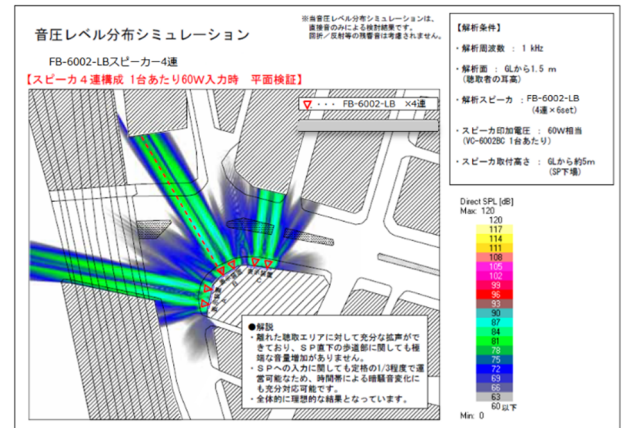 音圧レベル分布シミュレーション
※当音圧レベル分布シミュレーションは、
直接音のみによる検討結果です。
回折／反射等の残響音は考慮されません。
FB-6002-LBスピーカー4連
【スピーカ４連構成 1台あたり60W入力時 平面検証】
▽・・・ FB-6002-LB ×4連
【解析条件】
・解析周波数 : 1 kHz
・解析面 : GLから1.5 m
(聴取者の耳高)
・解析スピーカ : FB-6002-LB
(4連×6set)
・スピーカ印加電圧 : 60W相当
(VC-6002BC 1台あたり)
・スピーカ取付高さ : GLから約5m
(SP下場)
Direct SPL [dB]
Max: 120
120
117
114
111
108
105
102
99
96
93
90
87
84
81
78
75
72
69
66
63
60 以下
Min: 0
●解説
・離れた聴取エリアに対して充分な拡声がで
きており、ＳＰ直下の歩道部に関しても極
端な音量増加がありません。
・ＳＰへの入力に関しても定格の1/3程度で運
営可能なため、時間帯による暗騒音変化に
も充分対応可能です。
・全体的に理想的な結果となっています。